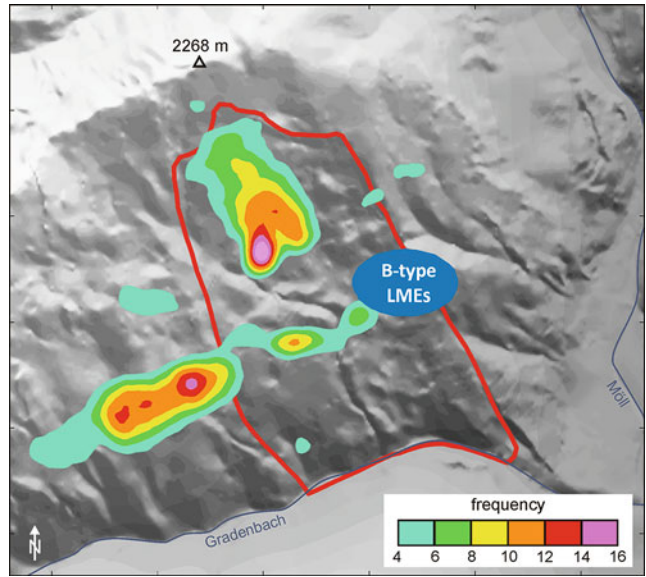 2268 m
B-type
LMEs
Möll
Gradenbach
N
frequency
4 6 8 10 12 14 16